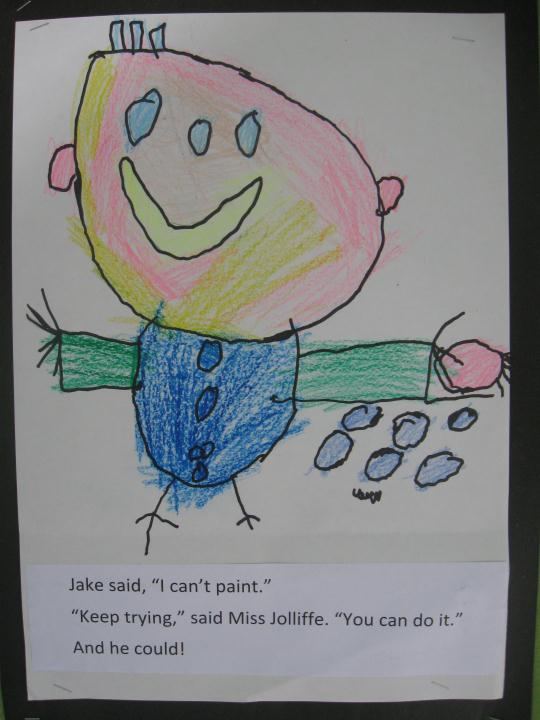 Jake said, “I can’t paint.”
“Keep trying,” said Miss Jolliffe. “You can do it.”
And he could!